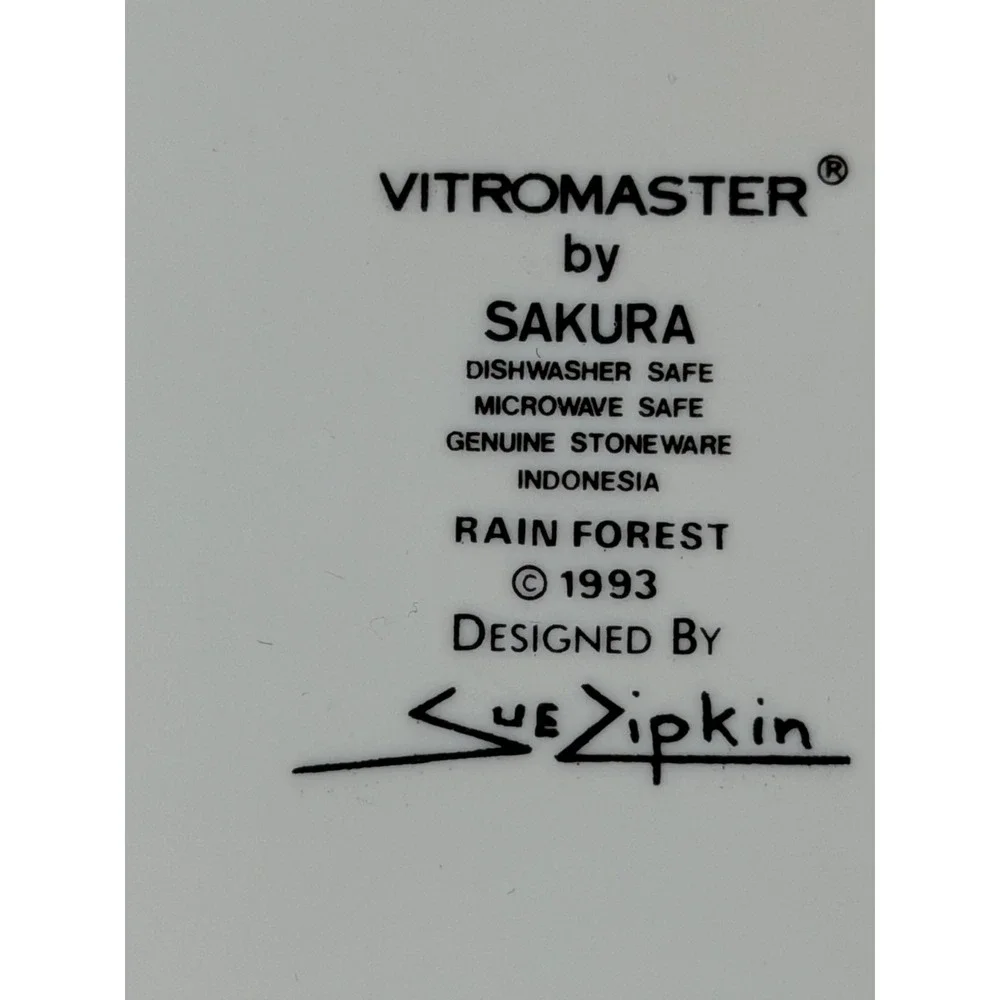 VITROMASTER®
by
SAKURA
DISHWASHER SAFE
MICROWAVE SAFE
GENUINE STONEWARE
INDONESIA
RAIN FOREST
© 1993
DESIGNED BY
SUE Zipkin